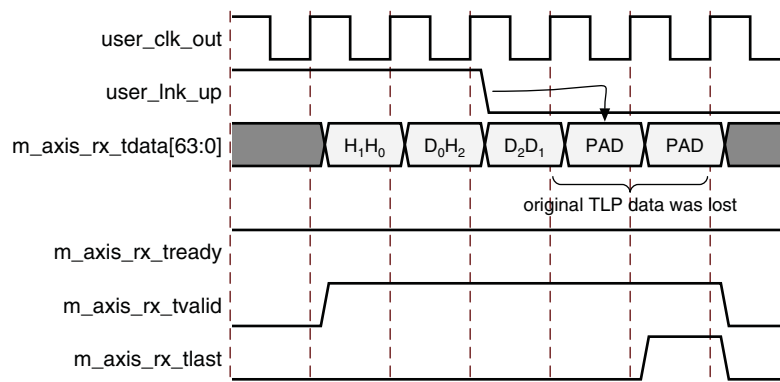 user_clk_out
user_lnk_up
m_axis_rx_tdata[63:0] H₁H₀ D₀H₂ D₂D₁ PAD PAD
original TLP data was lost
m_axis_rx_tready
m_axis_rx_tvalid
m_axis_rx_tlast